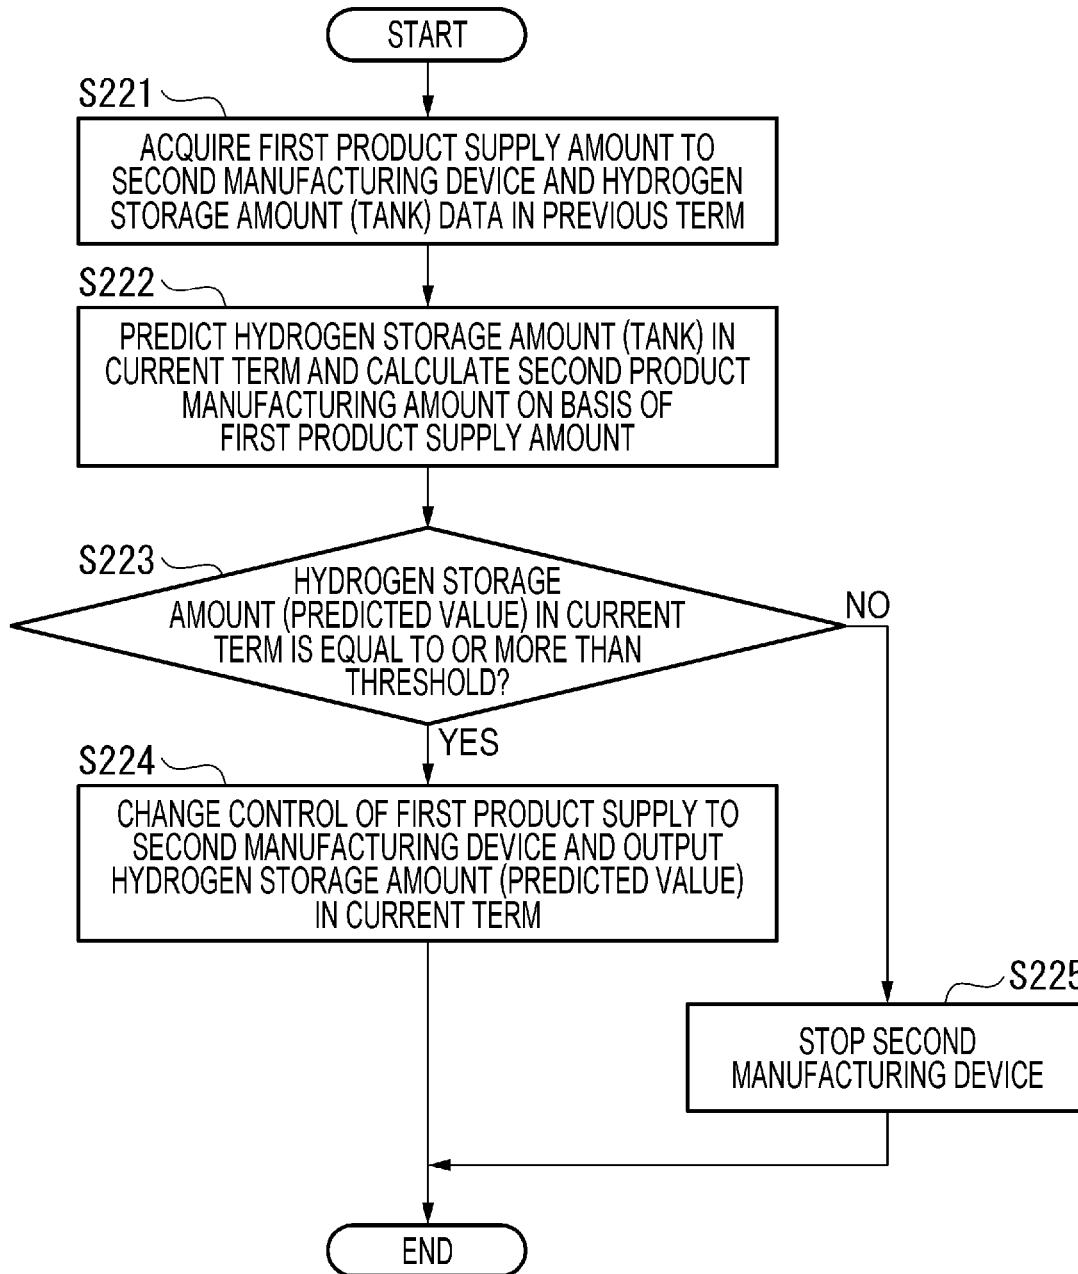 START
S221
ACQUIRE FIRST PRODUCT SUPPLY AMOUNT TO
SECOND MANUFACTURING DEVICE AND HYDROGEN
STORAGE AMOUNT (TANK) DATA IN PREVIOUS TERM
S222
PREDICT HYDROGEN STORAGE AMOUNT (TANK) IN
CURRENT TERM AND CALCULATE SECOND PRODUCT
MANUFACTURING AMOUNT ON BASIS OF
FIRST PRODUCT SUPPLY AMOUNT
S223
HYDROGEN STORAGE
AMOUNT (PREDICTED VALUE) IN CURRENT
TERM IS EQUAL TO OR MORE THAN
THRESHOLD?
NO
YES
S224
CHANGE CONTROL OF FIRST PRODUCT SUPPLY TO
SECOND MANUFACTURING DEVICE AND OUTPUT
HYDROGEN STORAGE AMOUNT (PREDICTED VALUE)
IN CURRENT TERM
S225
STOP SECOND
MANUFACTURING DEVICE
END